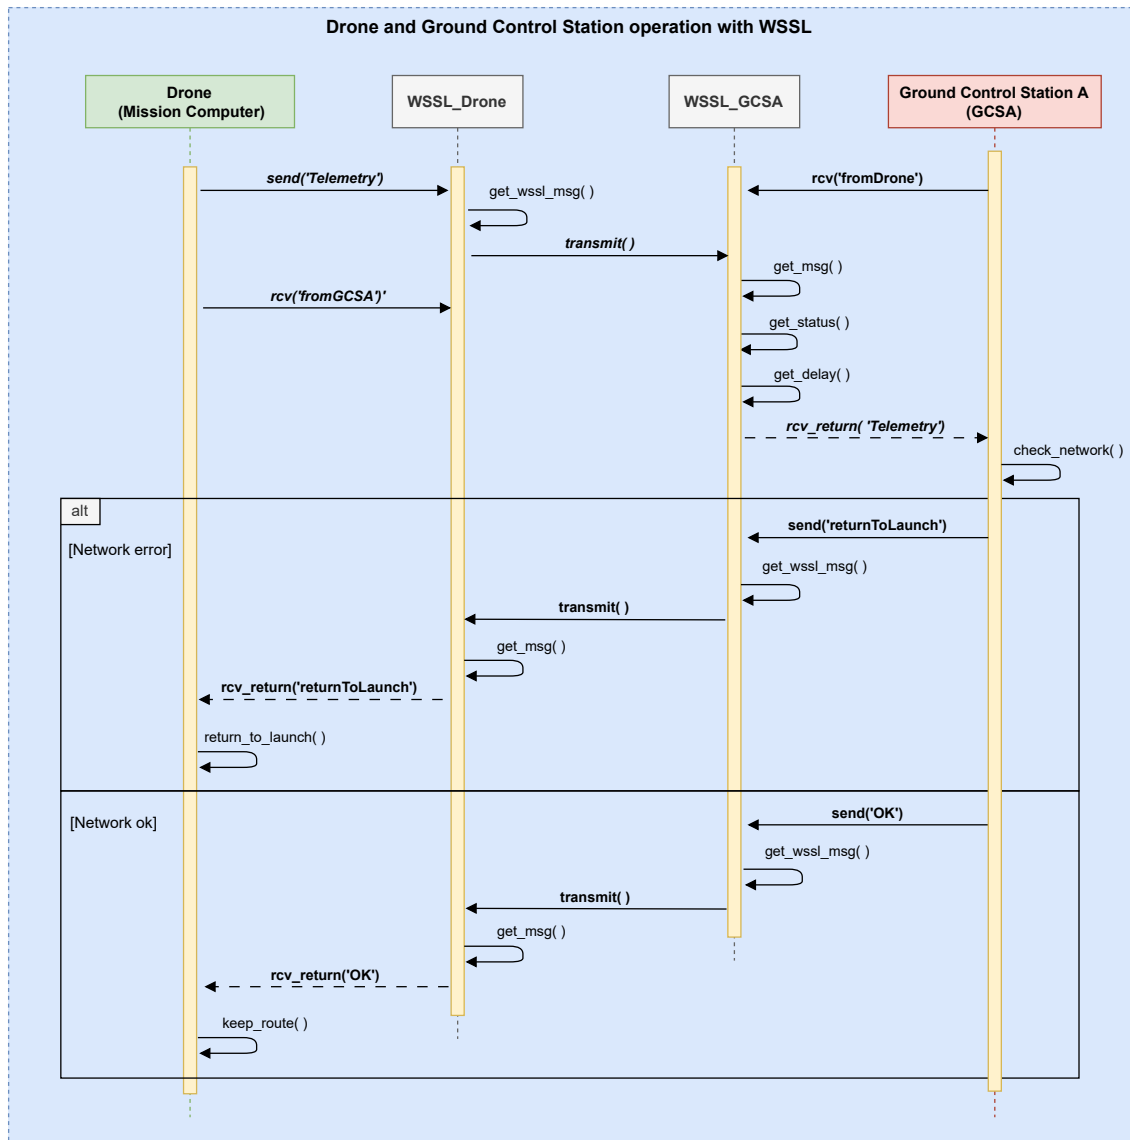 Drone and Ground Control Station operation with WSSL
Drone
(Mission Computer)
WSSL_Drone
WSSL_GCSA
Ground Control Station A
(GCSA)
send('Telemetry')
rcv('fromDrone')
get_wssl_msg( )
transmit( )
get_msg( )
rcv('fromGCSA')'
get_status( )
get_delay( )
rcv_return( 'Telemetry')
check_network( )
alt
[Network error]
send('returnToLaunch')
get_wssl_msg( )
transmit( )
get_msg( )
rcv_return('returnToLaunch')
return_to_launch( )
[Network ok]
send('OK')
get_wssl_msg( )
transmit( )
get_msg( )
rcv_return('OK')
keep_route( )